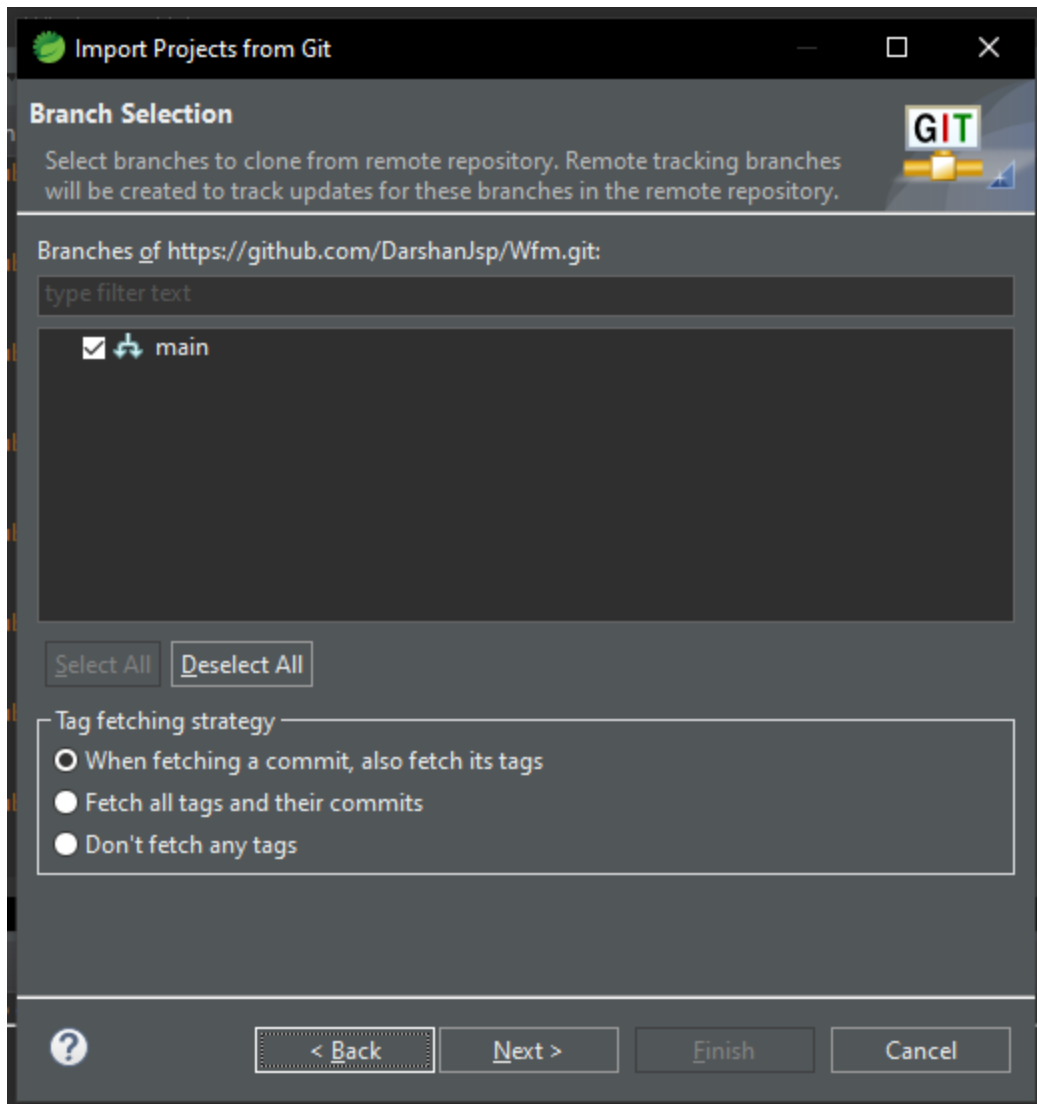 Import Projects from Git
Branch Selection
GIT
Select branches to clone from remote repository. Remote tracking branches
will be created to track updates for these branches in the remote repository.
Branches of https://github.com/DarshanJsp/Wfm.git:
type filter text
main
Select All Deselect All
Tag fetching strategy
When fetching a commit, also fetch its tags
Fetch all tags and their commits
Don't fetch any tags
? < Back Next > Finish Cancel